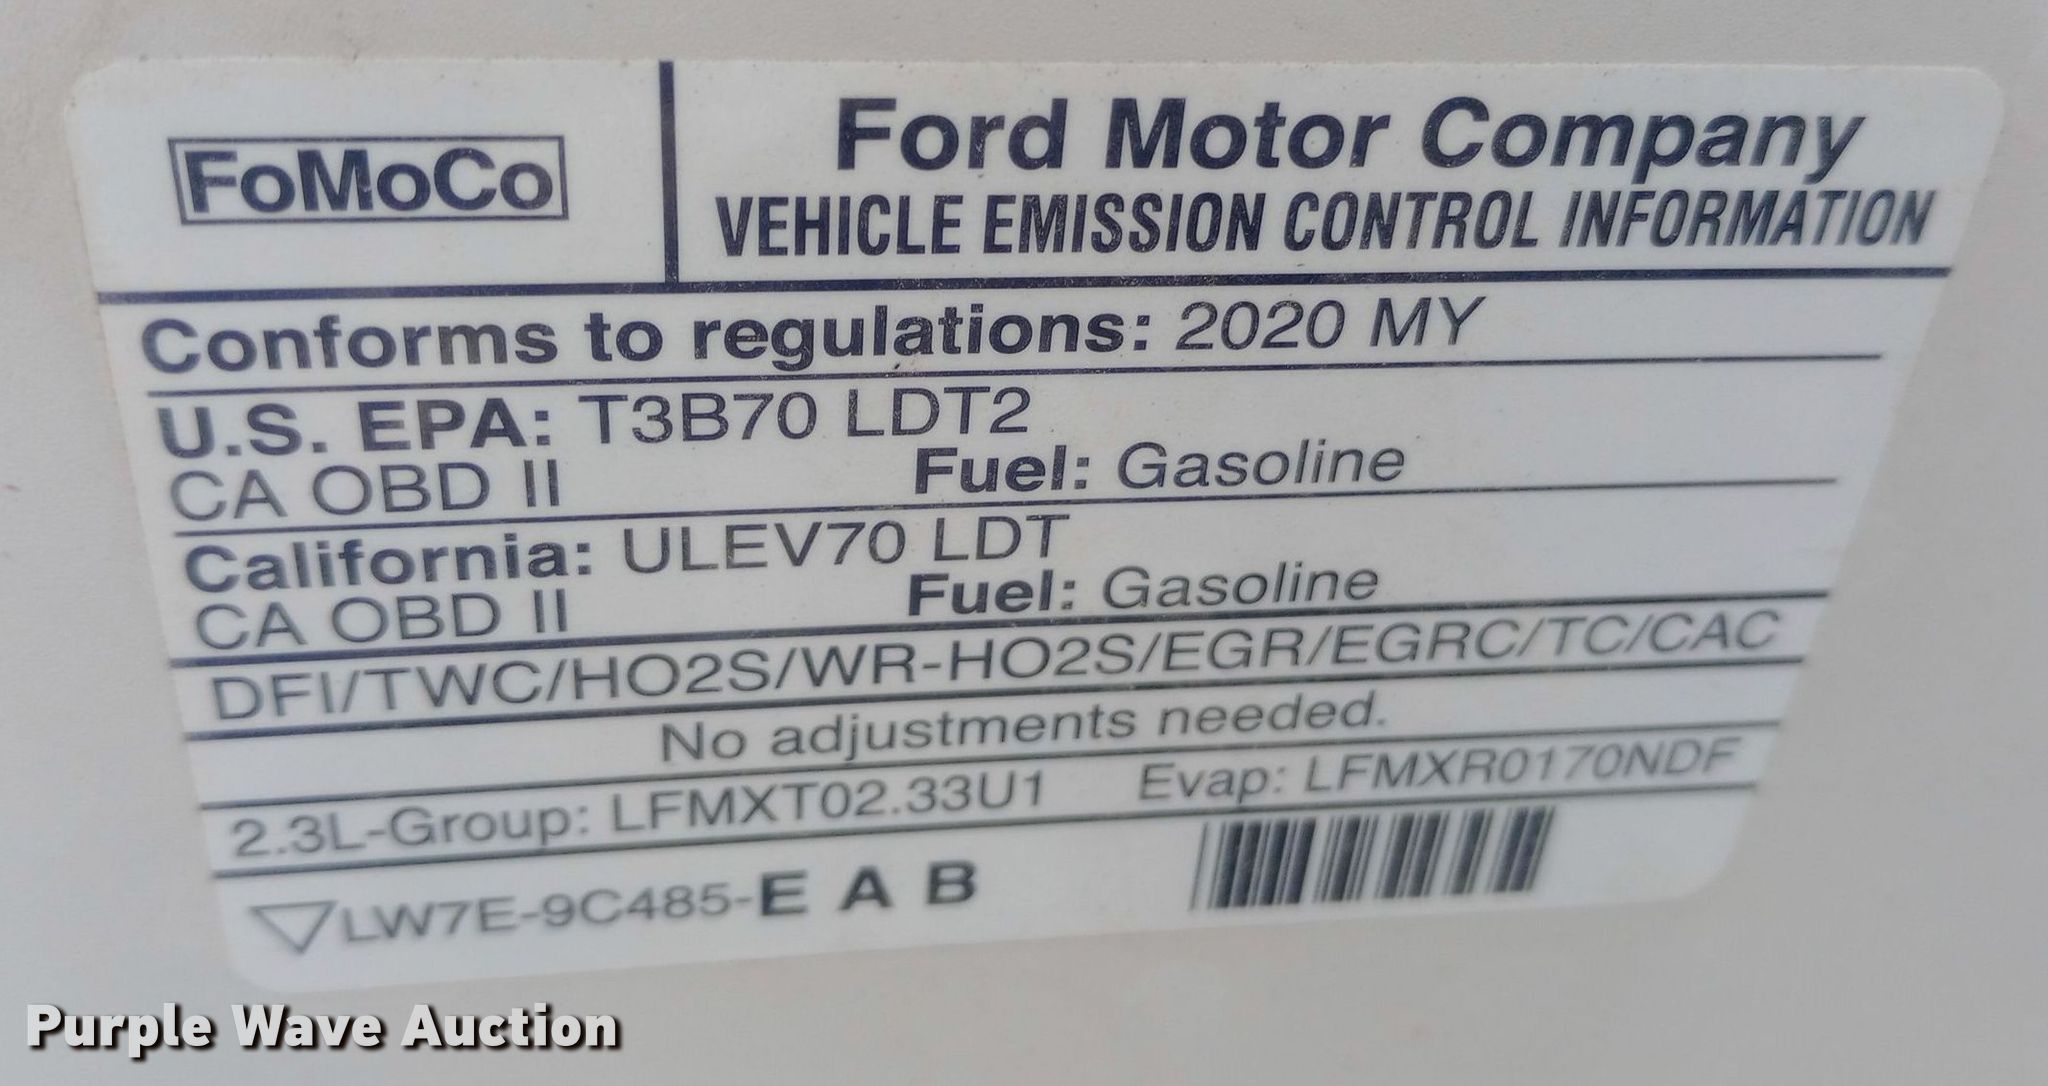 FoMoCo
Ford Motor Company
VEHICLE EMISSION CONTROL INFORMATION
Conforms to regulations: 2020 MY
U.S. EPA: T3B70 LDT2
CA OBD II Fuel: Gasoline
California: ULEV70 LDT
CA OBD II Fuel: Gasoline
DFI/TWC/HO2S/WR-HO2S/EGR/EGRC/TC/CAC
No adjustments needed.
2.3L-Group: LFMXT02.33U1 Evap: LFMXR0170NDF
LW7E-9C485-E A B
Purple Wave Auction